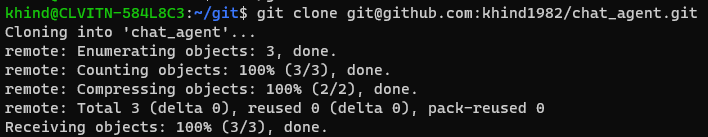 khind@CLVITN-584L8C3:~/git$ git clone git@github.com:khind1982/chat_agent.git
Cloning into 'chat_agent'...
remote: Enumerating objects: 3, done.
remote: Counting objects: 100% (3/3), done.
remote: Compressing objects: 100% (2/2), done.
remote: Total 3 (delta 0), reused 0 (delta 0), pack-reused 0
Receiving objects: 100% (3/3), done.